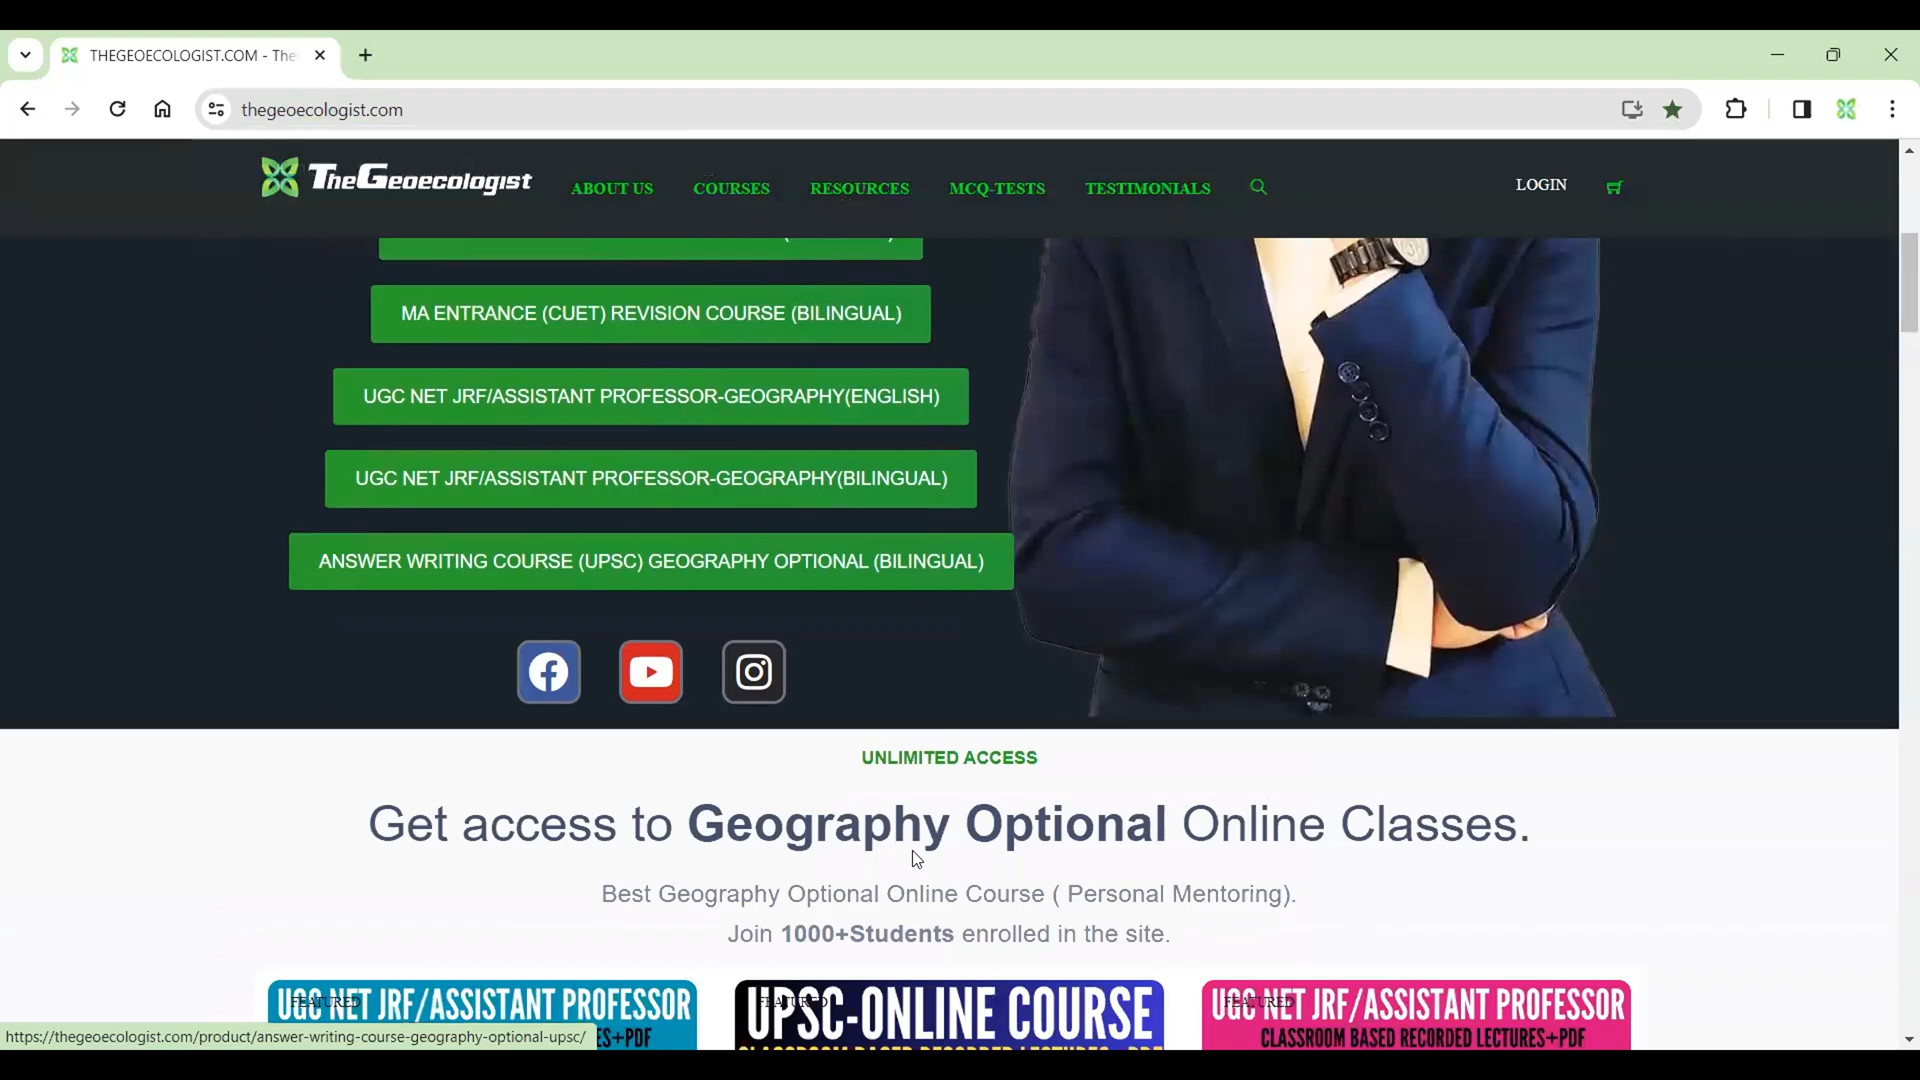 THEGEOECOLOGIST.COM - The
thegeoecologist.com
TheGeoecologist
ABOUT US
COURSES
RESOURCES
MCQ-TESTS
TESTIMONIALS
LOGIN
MA ENTRANCE (CUET) REVISION COURSE (BILINGUAL)
UGC NET JRF/ASSISTANT PROFESSOR-GEOGRAPHY(ENGLISH)
UGC NET JRF/ASSISTANT PROFESSOR-GEOGRAPHY(BILINGUAL)
ANSWER WRITING COURSE (UPSC) GEOGRAPHY OPTIONAL (BILINGUAL)
UNLIMITED ACCESS
Get access to Geography Optional Online Classes.
Best Geography Optional Online Course ( Personal Mentoring).
Join 1000+Students enrolled in the site.
FEATURED
UGC NET JRF/ASSISTANT PROFESSOR
ES+PDF
FEATURED
UPSC-ONLINE COURSE
FEATURED
UGC NET JRF/ASSISTANT PROFESSOR
CLASSROOM BASED RECORDED LECTURES+PDF
https://thegeoecologist.com/product/answer-writing-course-geography-optional-upsc/